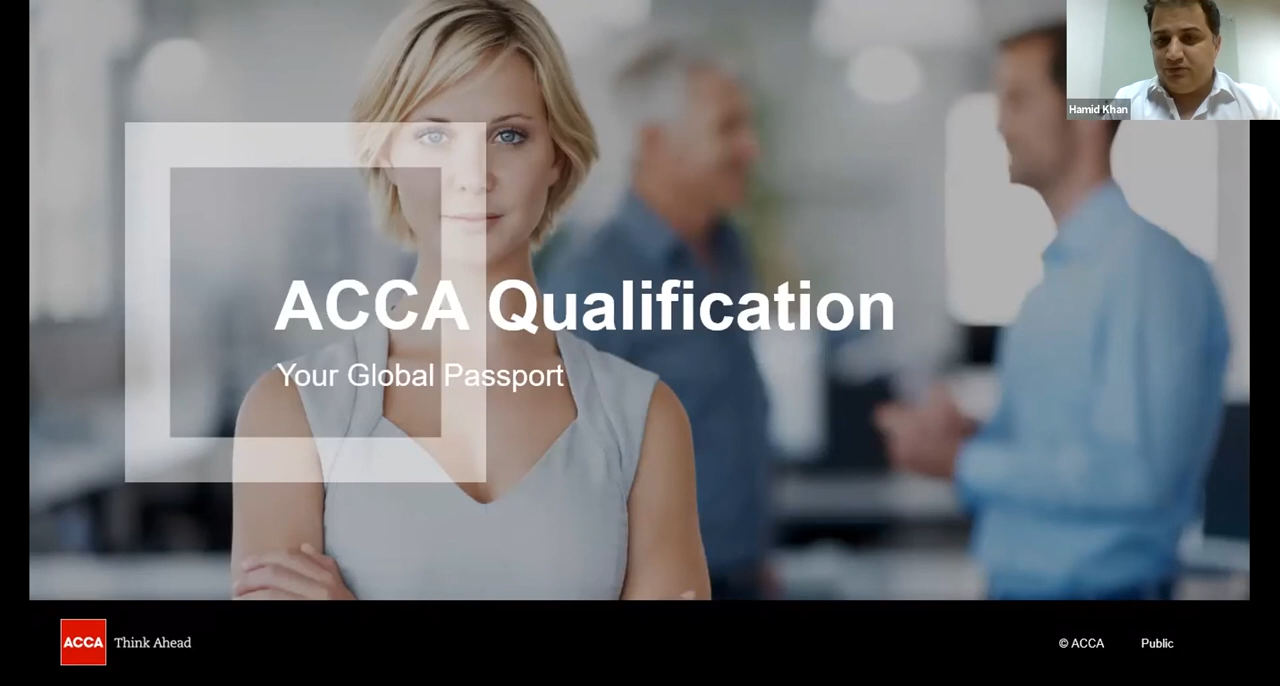 Hamid Khan
ACCA Qualification
Your Global Passport
ACCA Think Ahead
© ACCA Public